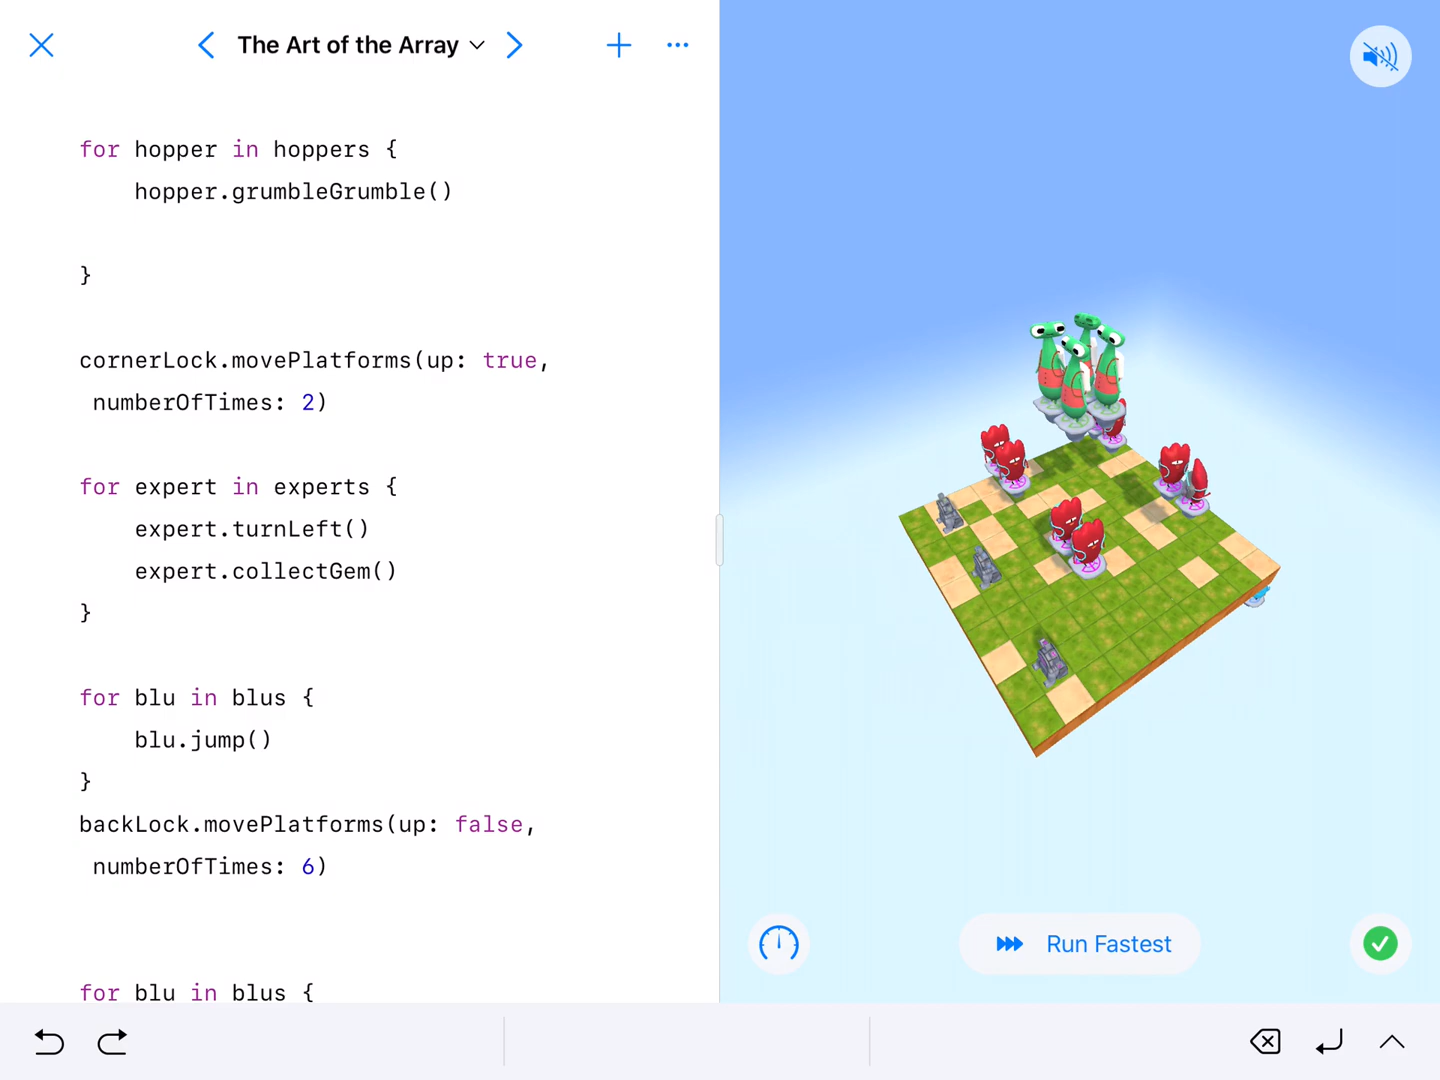 The Art of the Array
for hopper in hoppers {
    hopper.grumbleGrumble()
}
cornerLock.movePlatforms(up: true,
 numberOfTimes: 2)
for expert in experts {
    expert.turnLeft()
    expert.collectGem()
}
for blu in blus {
    blu.jump()
}
backLock.movePlatforms(up: false,
 numberOfTimes: 6)
for blu in blus {
Run Fastest